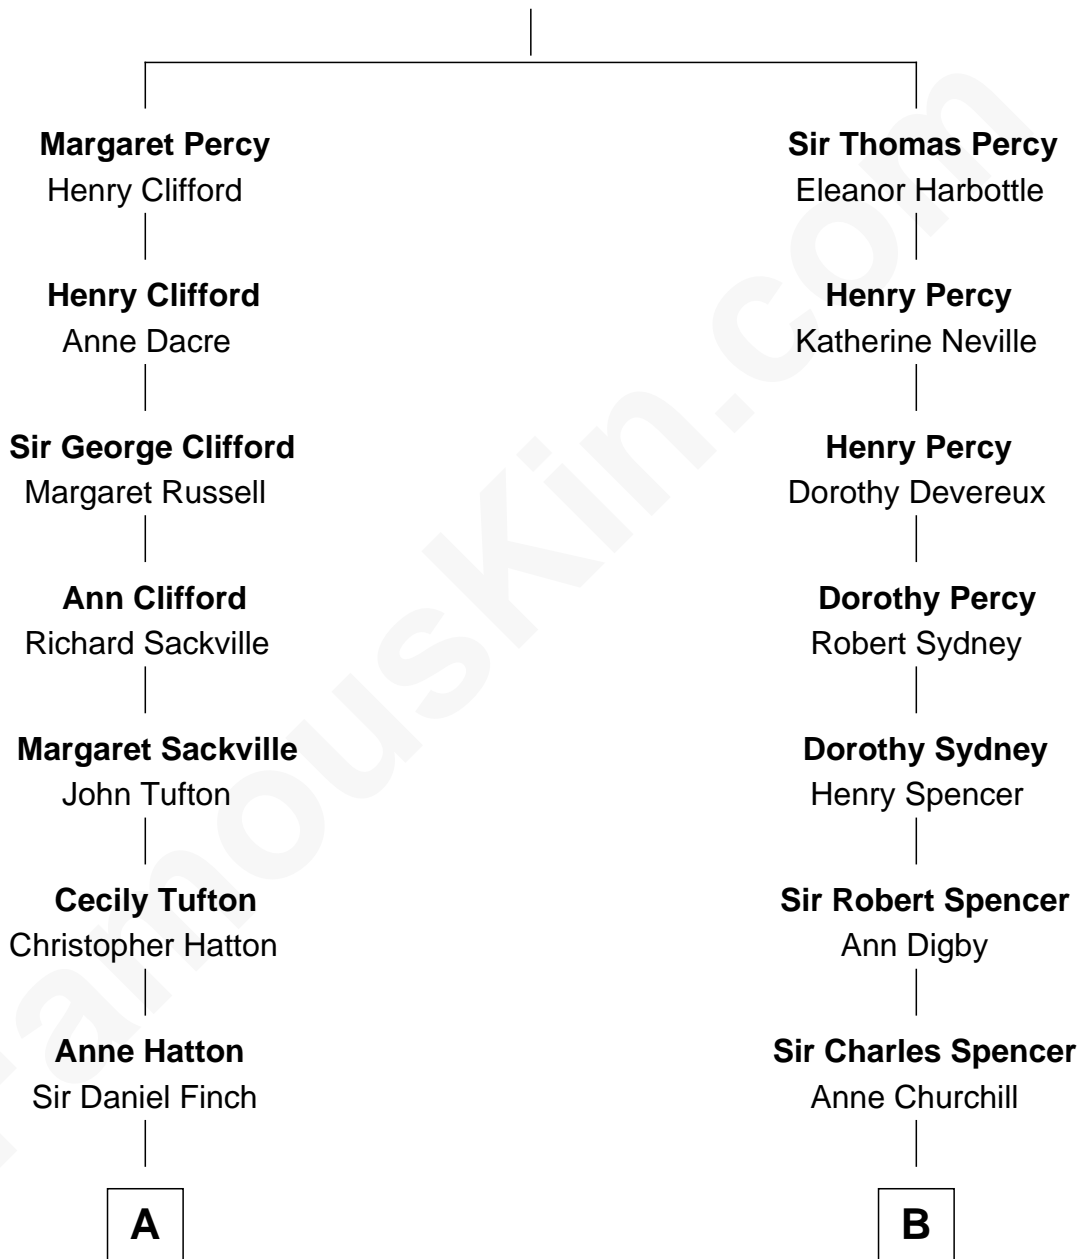 Margaret Percy
Henry Clifford
Henry Clifford
Anne Dacre
Sir George Clifford
Margaret Russell
Ann Clifford
Richard Sackville
Margaret Sackville
John Tufton
Cecily Tufton
Christopher Hatton
Anne Hatton
Sir Daniel Finch
A
Sir Thomas Percy
Eleanor Harbottle
Henry Percy
Katherine Neville
Henry Percy
Dorothy Devereux
Dorothy Percy
Robert Sydney
Dorothy Sydney
Henry Spencer
Sir Robert Spencer
Ann Digby
Sir Charles Spencer
Anne Churchill
B
FamousKin.com